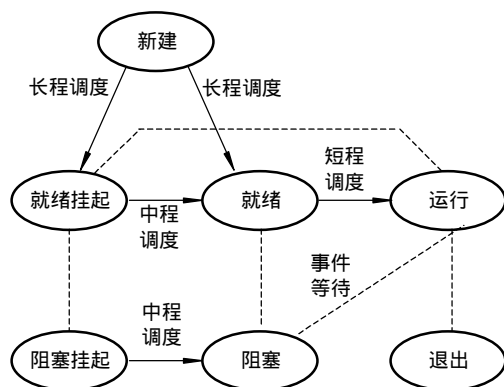 新建
长程调度
长程调度
短程
调度
就绪挂起
就绪
运行
中程
调度
事件
等待
中程
调度
阻塞挂起
阻塞
退出